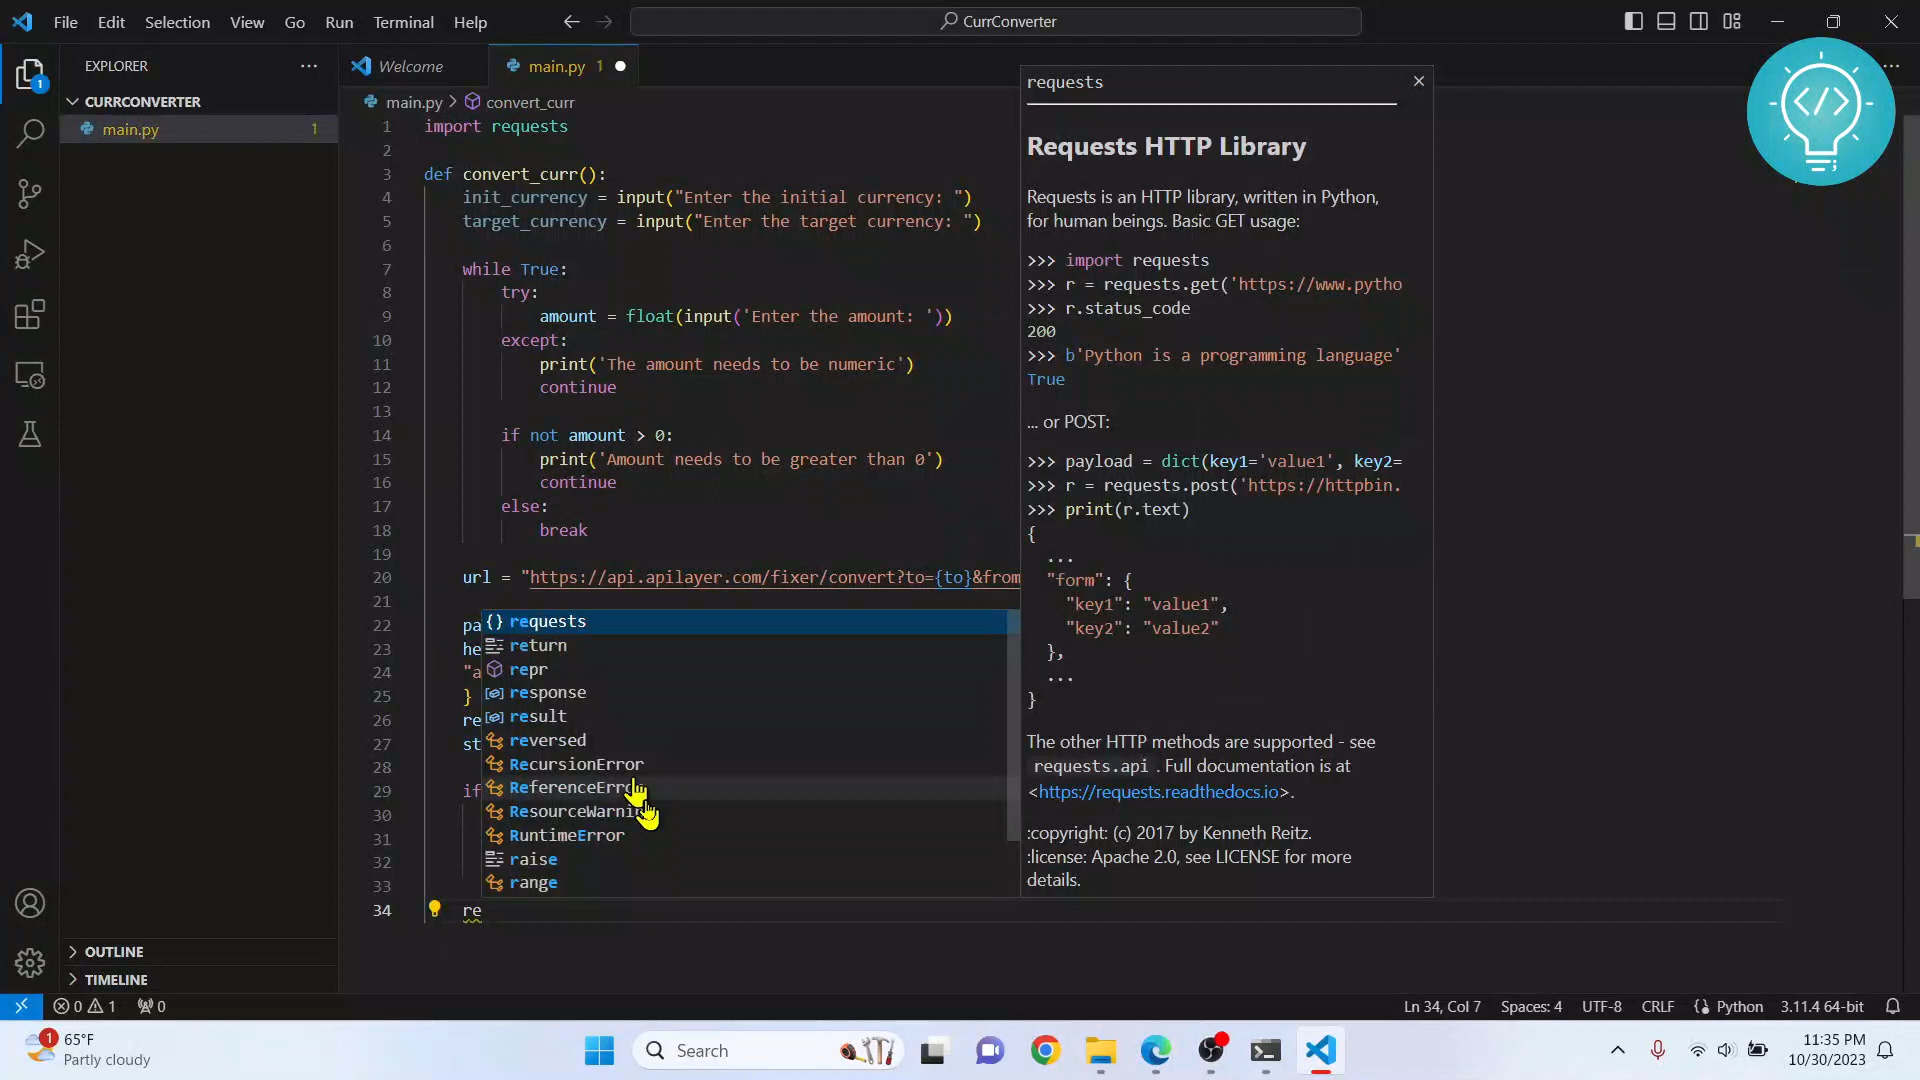 File Edit Selection View Go Run Terminal Help
CurrConverter
EXPLORER
CURRCONVERTER
main.py 1
1
OUTLINE
TIMELINE
Welcome
main.py 1
main.py > convert_curr
1 import requests
2
3 def convert_curr():
4 init_currency = input("Enter the initial currency: ")
5 target_currency = input("Enter the target currency: ")
6
7 while True:
8 try:
9 amount = float(input('Enter the amount: '))
10 except:
11 print('The amount needs to be numeric')
12 continue
13
14 if not amount > 0:
15 print('Amount needs to be greater than 0')
16 continue
17 else:
18 break
19
20 url = "https://api.apilayer.com/fixer/convert?to={to}&from
21
22 pa
23 he
24 "a
25 }
26 re
27 st
28
29 if
30
31
32
33
34 re
{} requests
return
repr
response
result
reversed
RecursionError
ReferenceErro
ResourceWarni
RuntimeError
raise
range
requests
Requests HTTP Library
Requests is an HTTP library, written in Python,
for human beings. Basic GET usage:
>>> import requests
>>> r = requests.get('https://www.pytho
>>> r.status_code
200
>>> b'Python is a programming language'
True
... or POST:
>>> payload = dict(key1='value1', key2=
>>> r = requests.post('https://httpbin.
>>> print(r.text)
{
...
"form": {
"key1": "value1",
"key2": "value2"
},
...
}
The other HTTP methods are supported - see
requests.api . Full documentation is at
<https://requests.readthedocs.io>.
:copyright: (c) 2017 by Kenneth Reitz.
:license: Apache 2.0, see LICENSE for more
details.
</>
0 1 0
Ln 34, Col 7 Spaces: 4 UTF-8 CRLF {} Python 3.11.4 64-bit
1
65°F
Partly cloudy
Search
11:35 PM
10/30/2023